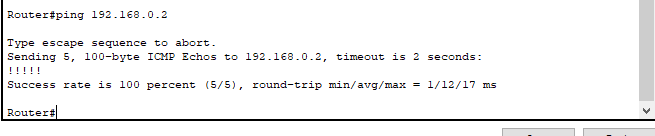 Router#ping 192.168.0.2
Type escape sequence to abort.
Sending 5, 100-byte ICMP Echos to 192.168.0.2, timeout is 2 seconds:
!!!!!
Success rate is 100 percent (5/5), round-trip min/avg/max = 1/12/17 ms
Router#